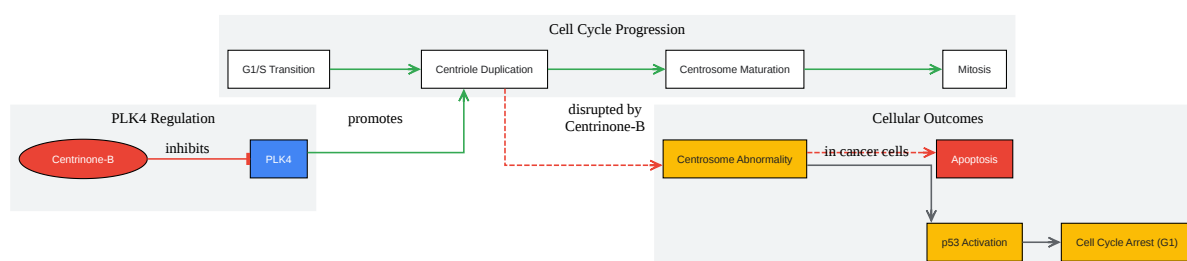 Cell Cycle Progression
G1/S Transition
Centriole Duplication
Centrosome Maturation
Mitosis
PLK4 Regulation
promotes
disrupted by
Centrinone-B
Cellular Outcomes
Centrinone-B
inhibits
PLK4
Centrosome Abnormality
in cancer cells
Apoptosis
p53 Activation
Cell Cycle Arrest (G1)